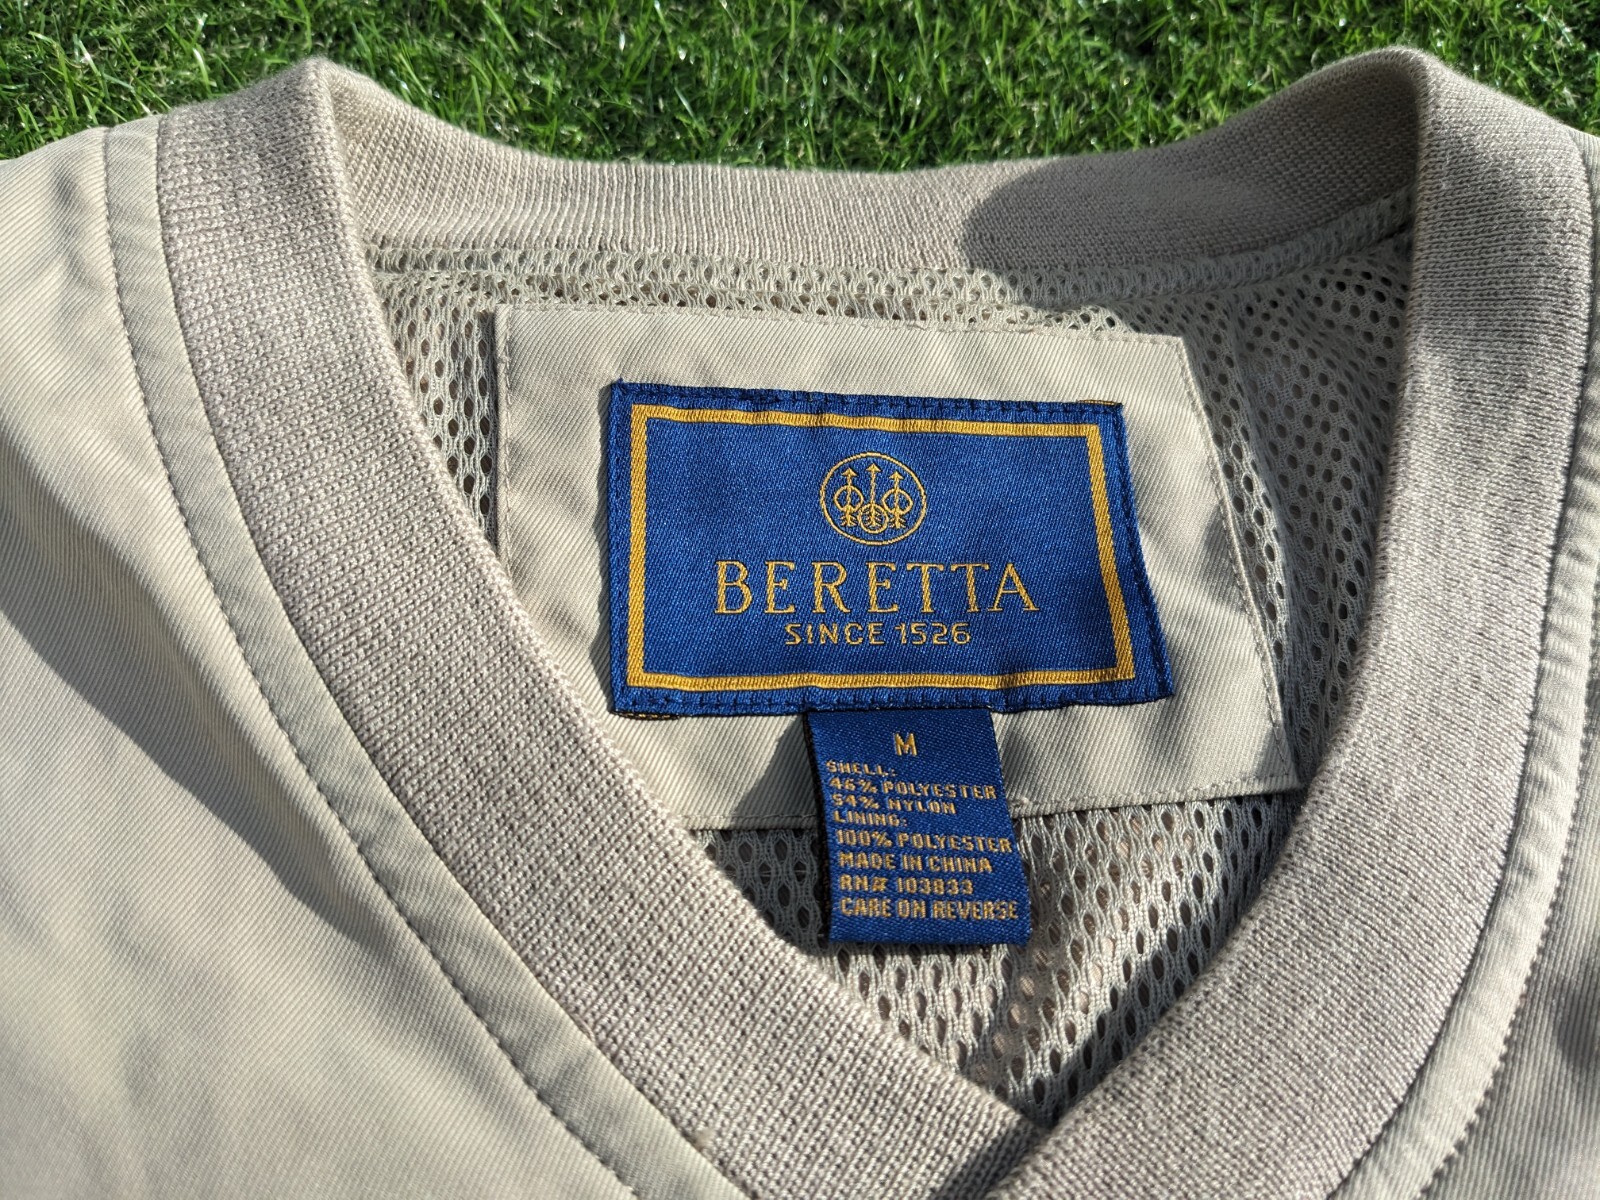 BERETTA
SINCE 1526
M
SHELL:
46% POLYESTER
54% NYLON
LINING:
100% POLYESTER
MADE IN CHINA
RN# 103833
CARE ON REVERSE